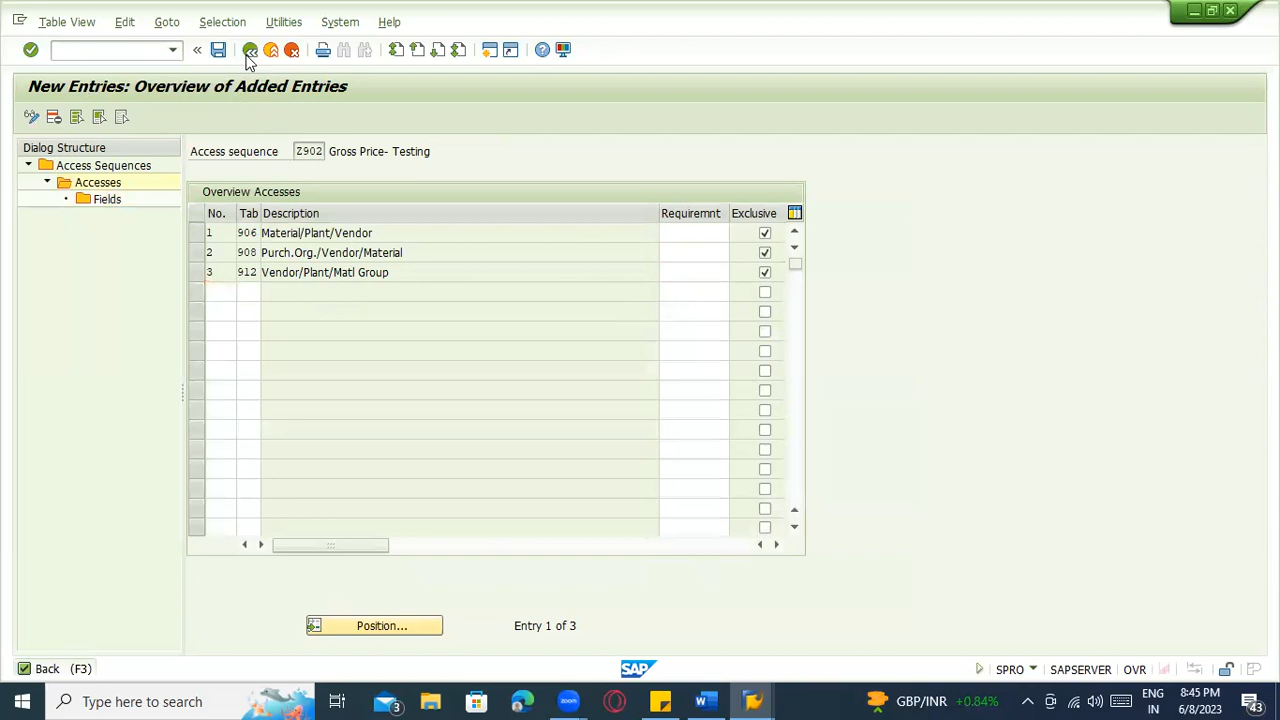 Table View Edit Goto Selection Utilities System Help
New Entries: Overview of Added Entries
Dialog Structure
Access Sequences
Accesses
Fields
Access sequence Z902 Gross Price- Testing
Overview Accesses
No. Tab Description Requiremnt Exclusive
1 906 Material/Plant/Vendor
2 908 Purch.Org./Vendor/Material
3 912 Vendor/Plant/Matl Group
Position... Entry 1 of 3
Back (F3) SAP SPRO SAPSERVER OVR
Type here to search 3 GBP/INR +0.84% ENG IN 8:45 PM 6/8/2023 43